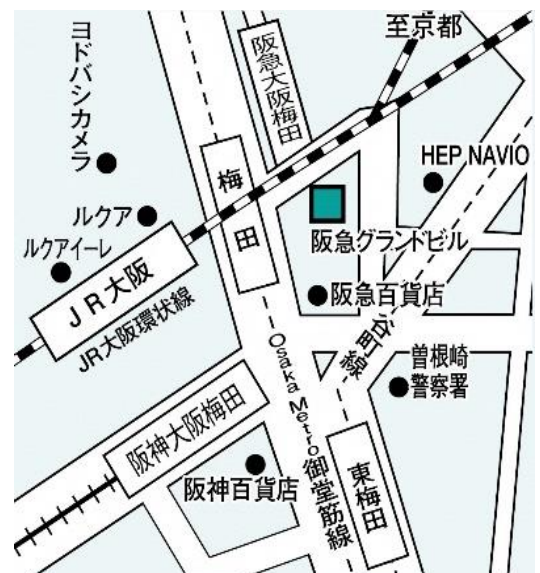 ヨドバシカメラ
阪急大阪梅田
至京都
HEP NAVIO
梅田
ルクア
ルクアイーレ
JR大阪
JR大阪環状線
阪急グランドビル
阪急百貨店
谷町線
曽根崎
警察署
Osaka Metro御堂筋線
阪神大阪梅田
阪神百貨店
東梅田